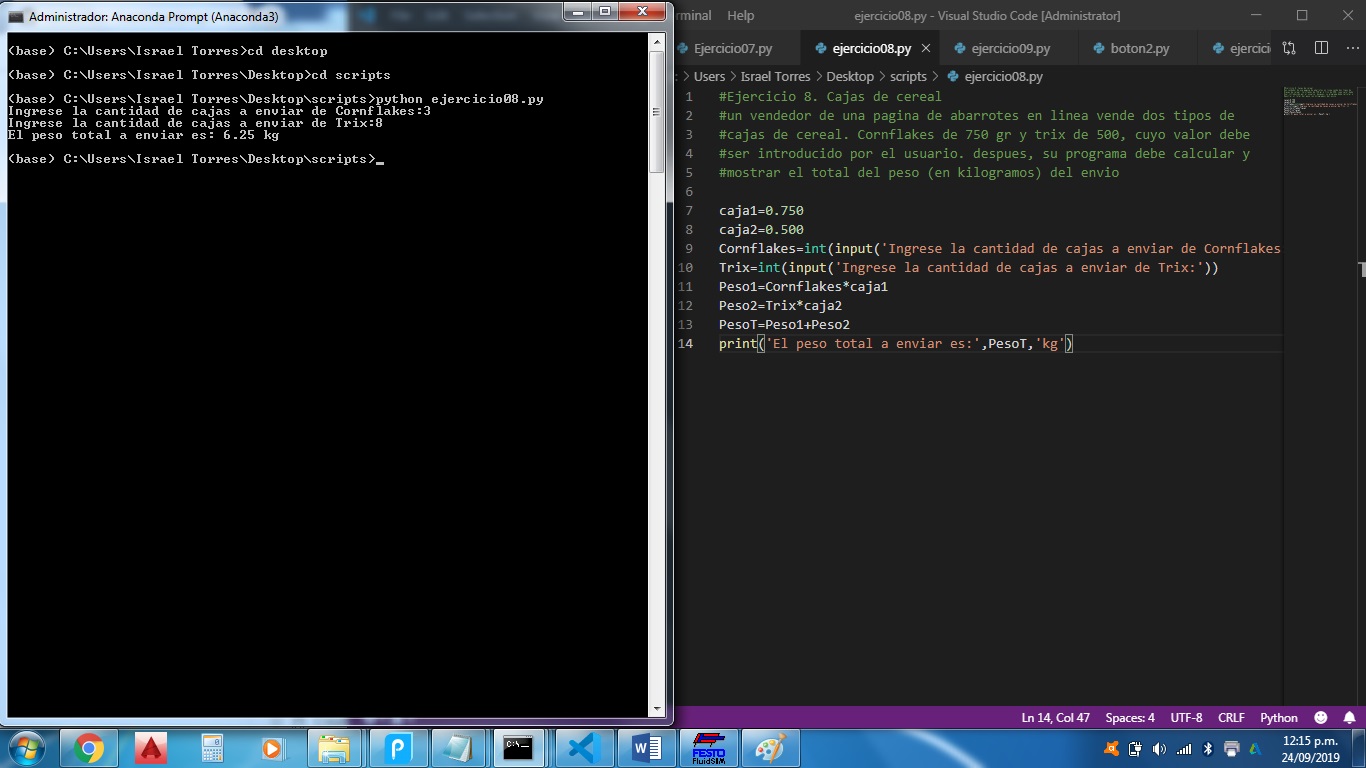 Administrador: Anaconda Prompt (Anaconda3)
(base) C:\Users\Israel Torres>cd desktop
(base) C:\Users\Israel Torres\Desktop>cd scripts
(base) C:\Users\Israel Torres\Desktop\scripts>python ejercicio08.py
Ingrese la cantidad de cajas a enviar de Cornflakes:3
Ingrese la cantidad de cajas a enviar de Trix:8
El peso total a enviar es: 6.25 kg
(base) C:\Users\Israel Torres\Desktop\scripts>_
rminal Help ejercicio08.py - Visual Studio Code [Administrator]
Ejercicio07.py ejercicio08.py ejercicio09.py boton2.py ejercici
: > Users > Israel Torres > Desktop > scripts > ejercicio08.py
1 #Ejercicio 8. Cajas de cereal
2 #un vendedor de una pagina de abarrotes en linea vende dos tipos de
3 #cajas de cereal. Cornflakes de 750 gr y trix de 500, cuyo valor debe
4 #ser introducido por el usuario. despues, su programa debe calcular y
5 #mostrar el total del peso (en kilogramos) del envio
6
7 caja1=0.750
8 caja2=0.500
9 Cornflakes=int(input('Ingrese la cantidad de cajas a enviar de Cornflakes
10 Trix=int(input('Ingrese la cantidad de cajas a enviar de Trix:'))
11 Peso1=Cornflakes*caja1
12 Peso2=Trix*caja2
13 PesoT=Peso1+Peso2
14 print('El peso total a enviar es:',PesoT,'kg')
Ln 14, Col 47 Spaces: 4 UTF-8 CRLF Python
C:\_
FESTO
FluidSIM
12:15 p.m.
24/09/2019